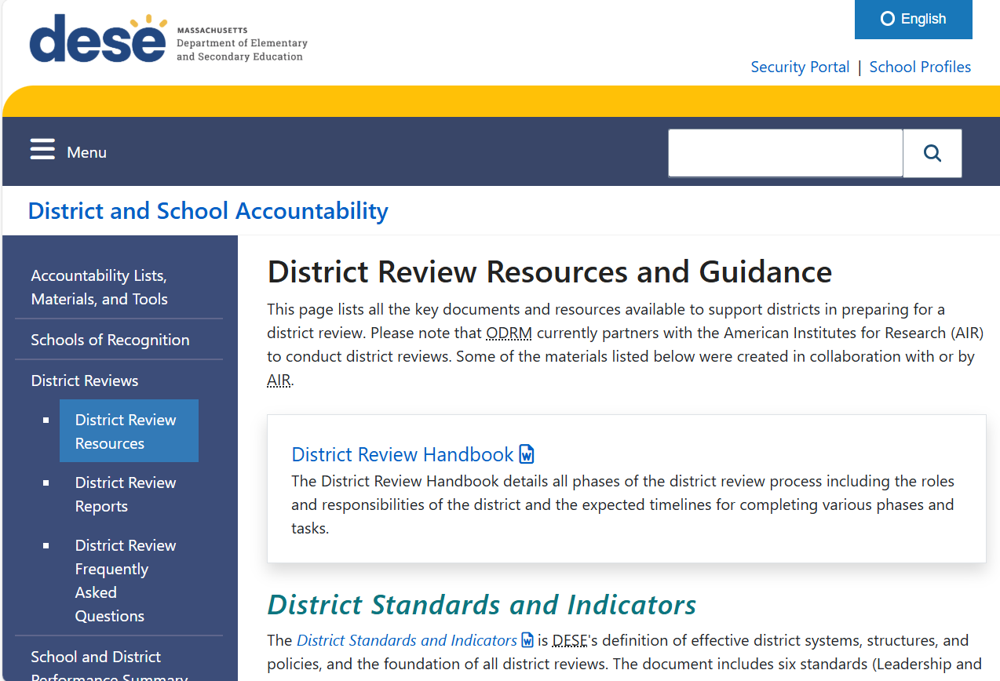 dese
MASSACHUSETTS
Department of Elementary
and Secondary Education
English
Security Portal | School Profiles
Menu
District and School Accountability
Accountability Lists,
Materials, and Tools
Schools of Recognition
District Reviews
District Review
Resources
District Review
Reports
District Review
Frequently
Asked
Questions
School and District
Performance Summary
District Review Resources and Guidance
This page lists all the key documents and resources available to support districts in preparing for a
district review. Please note that ODRM currently partners with the American Institutes for Research (AIR)
to conduct district reviews. Some of the materials listed below were created in collaboration with or by
AIR.
District Review Handbook
The District Review Handbook details all phases of the district review process including the roles
and responsibilities of the district and the expected timelines for completing various phases and
tasks.
District Standards and Indicators
The District Standards and Indicators is DESE's definition of effective district systems, structures, and
policies, and the foundation of all district reviews. The document includes six standards (Leadership and